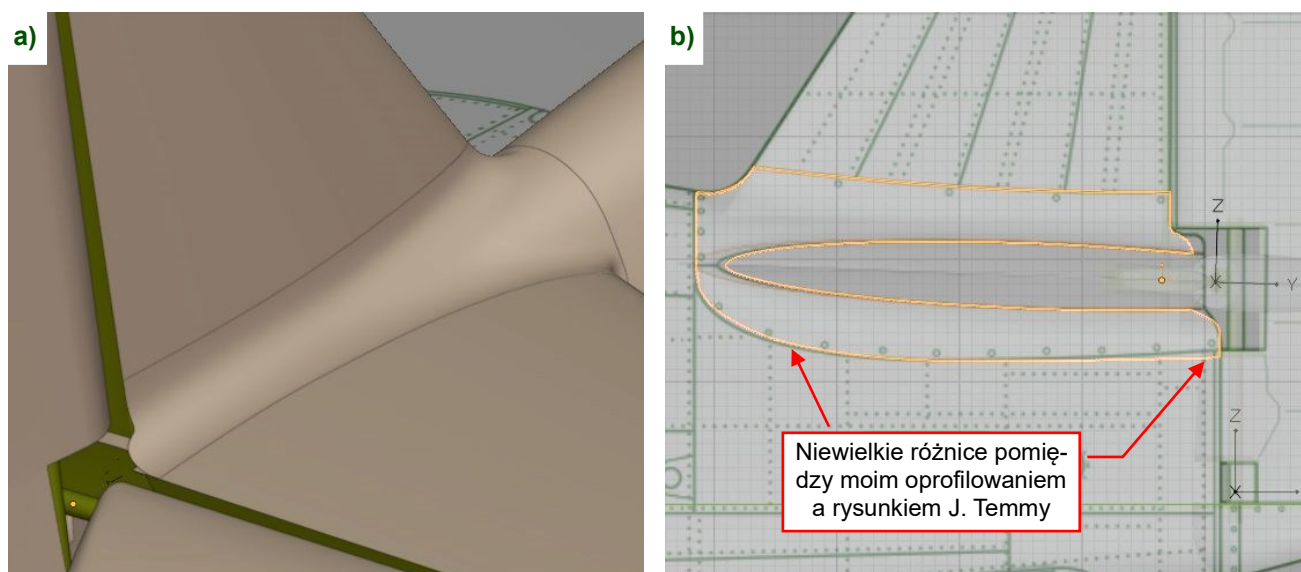 a)
b)
Z
Y
X
Z
X
Niewielkie różnice pomię-
dzy moim oprofilowaniem
a rysunkiem J. Temmy